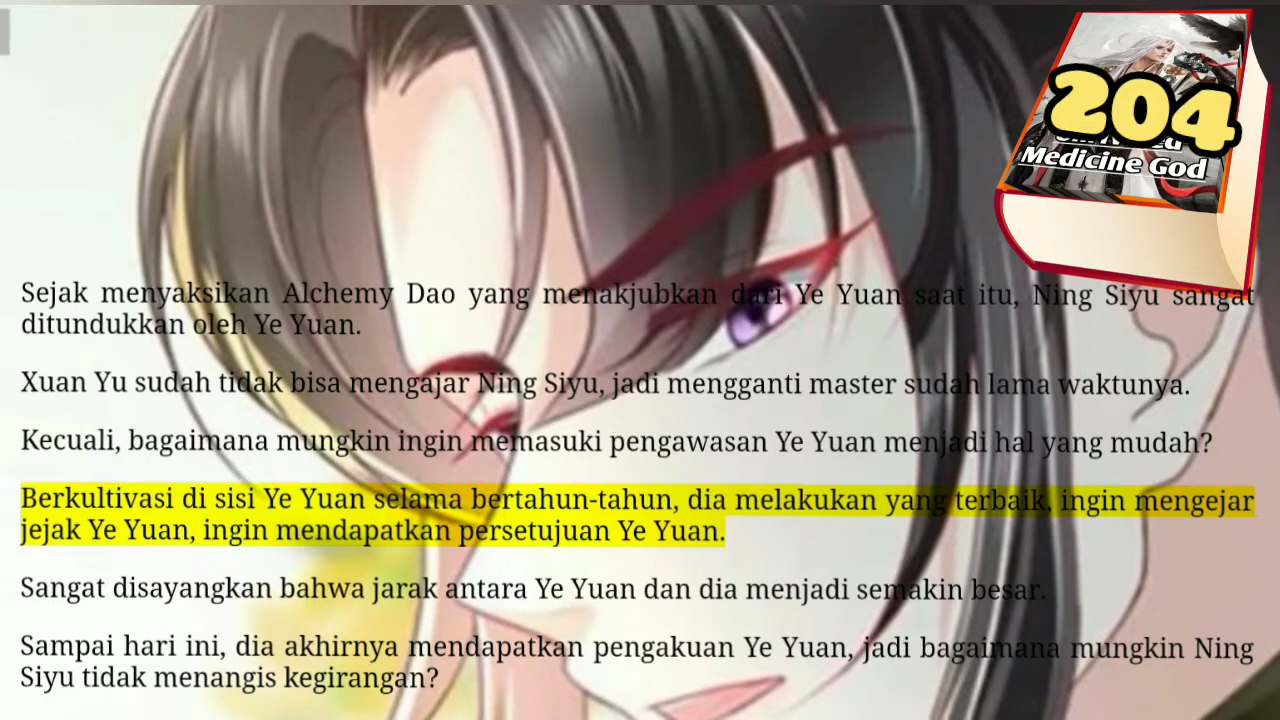 204
Medicine God
Sejak menyaksikan Alchemy Dao yang menakjubkan dari Ye Yuan saat itu, Ning Siyu sangat
ditundukkan oleh Ye Yuan.
Xuan Yu sudah tidak bisa mengajar Ning Siyu, jadi mengganti master sudah lama waktunya.
Kecuali, bagaimana mungkin ingin memasuki pengawasan Ye Yuan menjadi hal yang mudah?
Berkultivasi di sisi Ye Yuan selama bertahun-tahun, dia melakukan yang terbaik, ingin mengejar
jejak Ye Yuan, ingin mendapatkan persetujuan Ye Yuan.
Sangat disayangkan bahwa jarak antara Ye Yuan dan dia menjadi semakin besar.
Sampai hari ini, dia akhirnya mendapatkan pengakuan Ye Yuan, jadi bagaimana mungkin Ning
Siyu tidak menangis kegirangan?